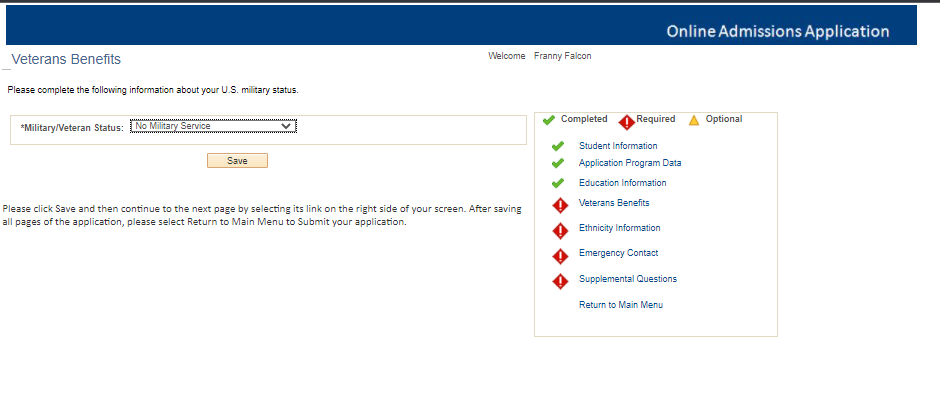 Online Admissions Application
Veterans Benefits
Welcome Franny Falcon
Please complete the following information about your U.S. military status.
*Military/Veteran Status: No Military Service
Save
Please click Save and then continue to the next page by selecting its link on the right side of your screen. After saving
all pages of the application, please select Return to Main Menu to Submit your application.
Completed Required Optional
Student Information
Application Program Data
Education Information
Veterans Benefits
Ethnicity Information
Emergency Contact
Supplemental Questions
Return to Main Menu